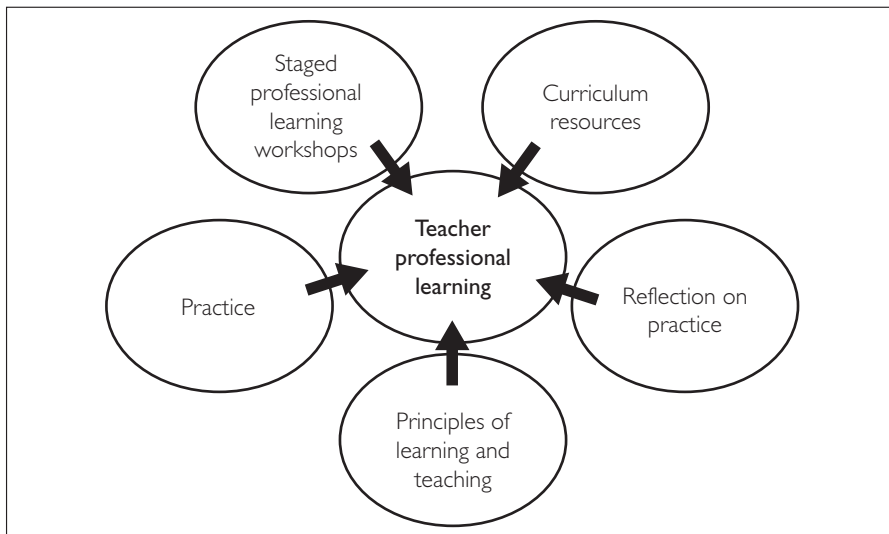 Staged
professional
learning
workshops
Curriculum
resources
Teacher
professional
learning
Practice
Reflection on
practice
Principles of
learning and
teaching